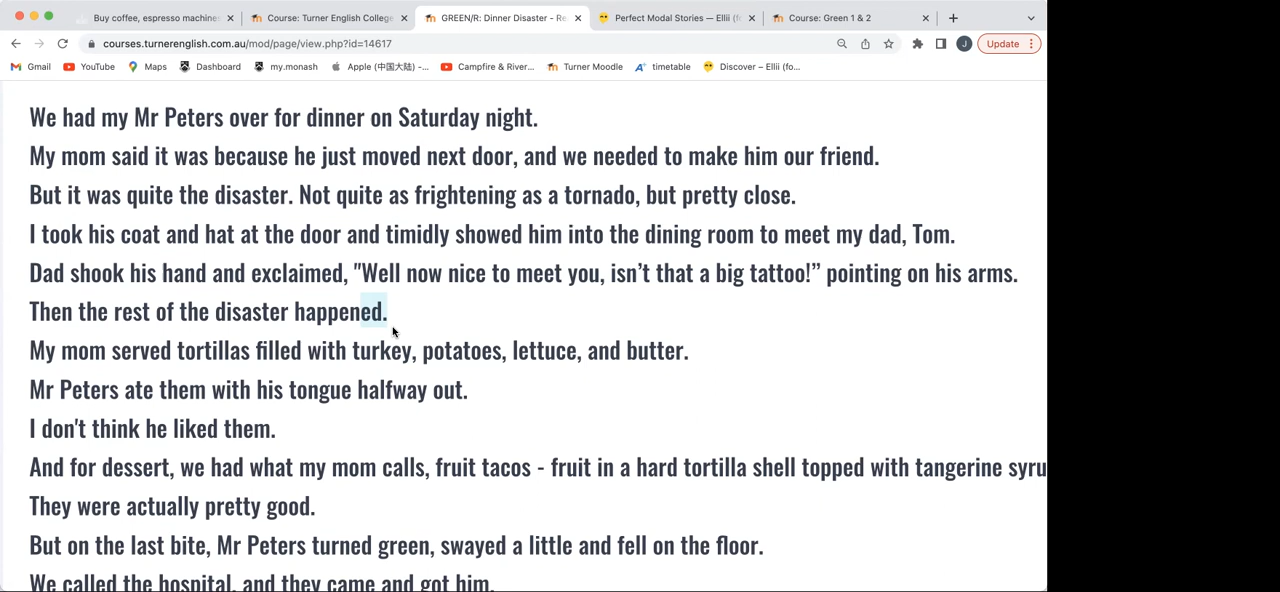 Buy coffee, espresso machine
Course: Turner English College
GREEN/R: Dinner Disaster - Re
Perfect Modal Stories — Ellii (fo
Course: Green 1 & 2
courses.turnerenglish.com.au/mod/page/view.php?id=14617
J
Update
Gmail
YouTube
Maps
Dashboard
my.monash
Apple (中国大陆) -...
Campfire & River...
Turner Moodle
timetable
Discover – Ellii (fo...
We had my Mr Peters over for dinner on Saturday night.
My mom said it was because he just moved next door, and we needed to make him our friend.
But it was quite the disaster. Not quite as frightening as a tornado, but pretty close.
I took his coat and hat at the door and timidly showed him into the dining room to meet my dad, Tom.
Dad shook his hand and exclaimed, "Well now nice to meet you, isn’t that a big tattoo!” pointing on his arms.
Then the rest of the disaster happened.
My mom served tortillas filled with turkey, potatoes, lettuce, and butter.
Mr Peters ate them with his tongue halfway out.
I don't think he liked them.
And for dessert, we had what my mom calls, fruit tacos - fruit in a hard tortilla shell topped with tangerine syru
They were actually pretty good.
But on the last bite, Mr Peters turned green, swayed a little and fell on the floor.
We called the hospital, and they came and got him.